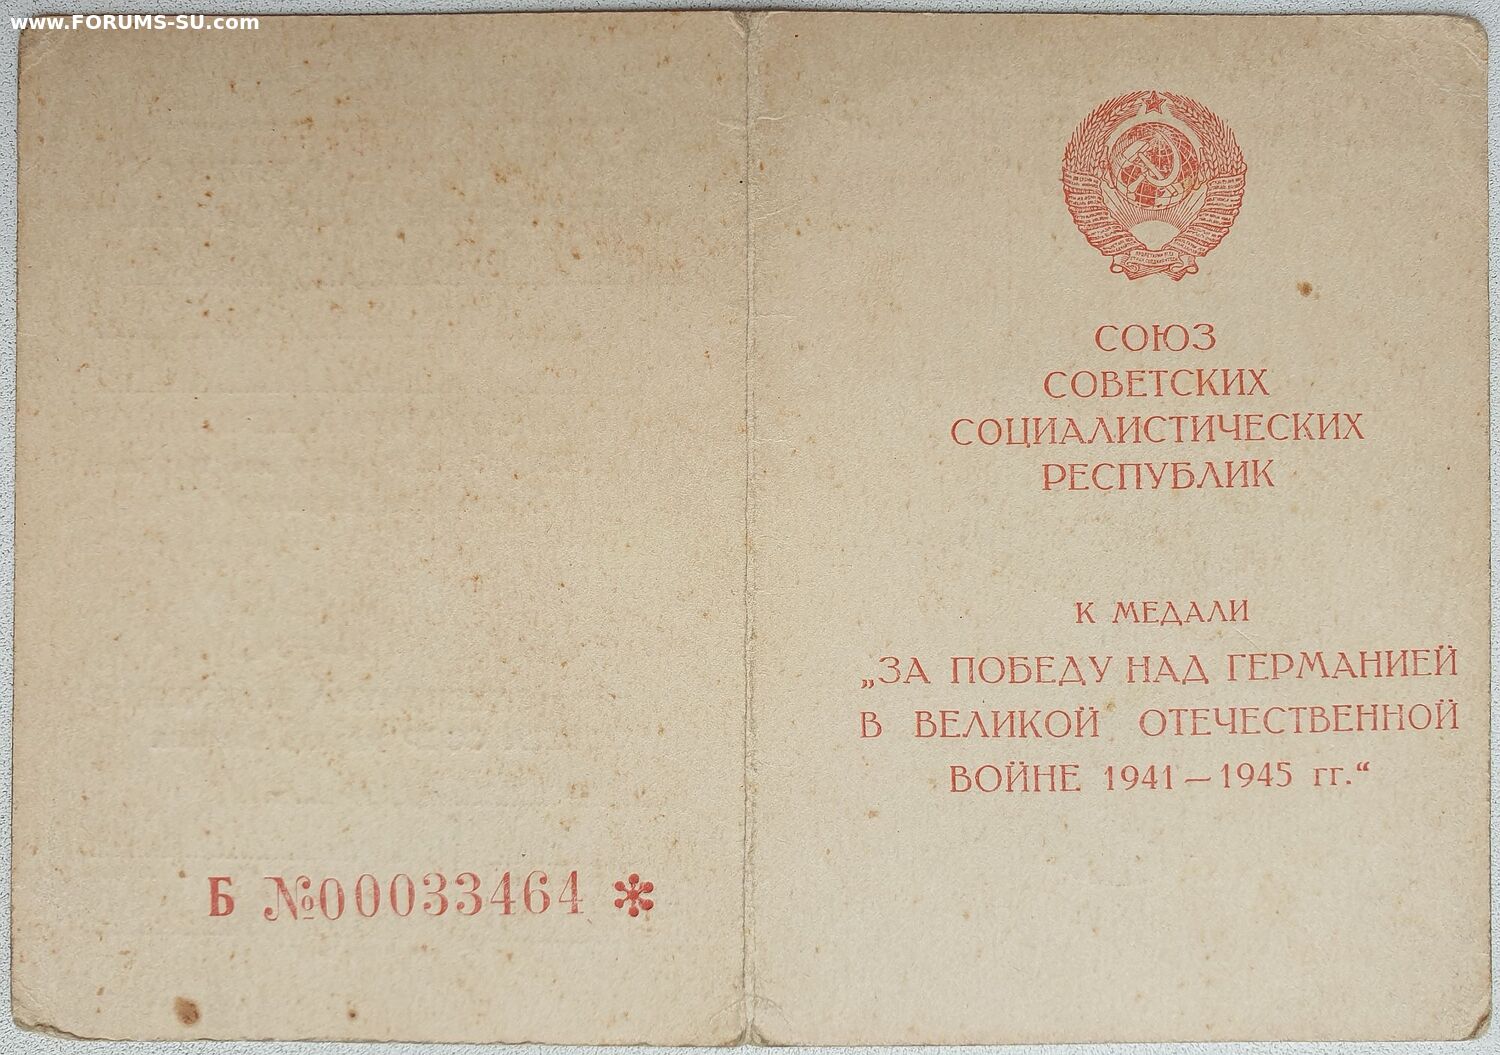 www.FORUMS-SU.com
Б №00033464 *
СОЮЗ
СОВЕТСКИХ
СОЦИАЛИСТИЧЕСКИХ
РЕСПУБЛИК
К МЕДАЛИ
„ЗА ПОБЕДУ НАД ГЕРМАНИЕЙ
В ВЕЛИКОЙ ОТЕЧЕСТВЕННОЙ
ВОЙНЕ 1941 – 1945 гг.“